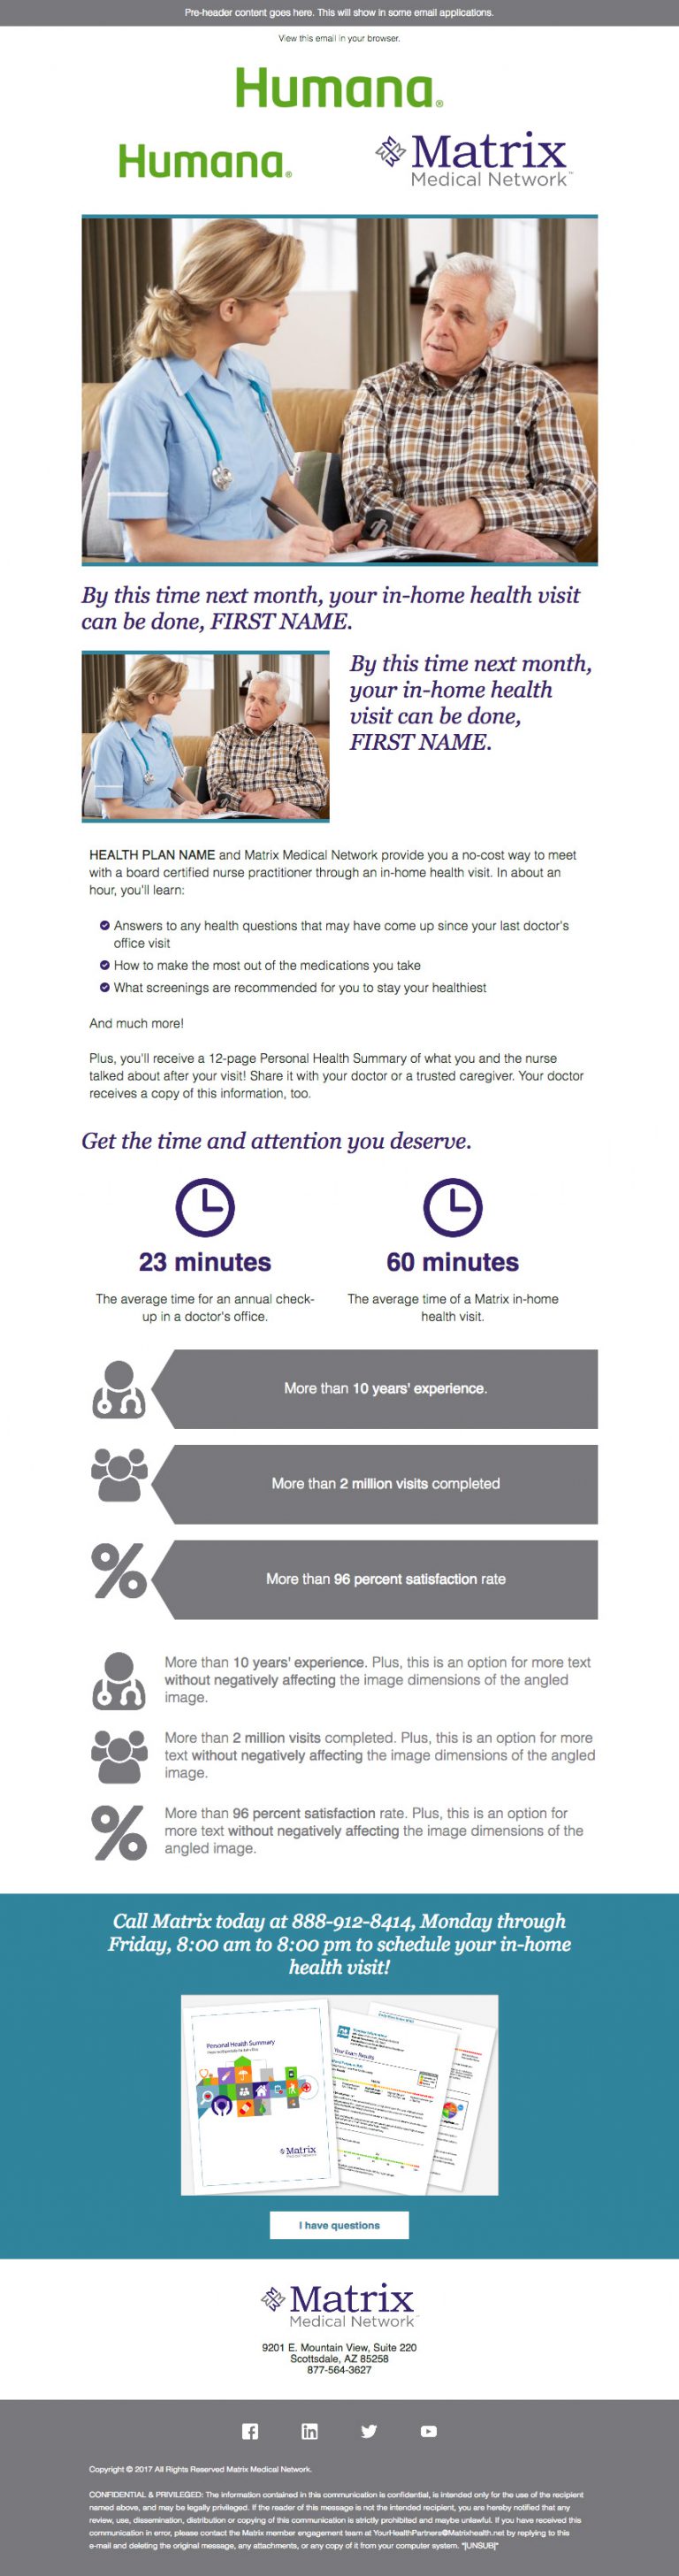 Pre-header content goes here. This will show in some email applications.
View this email in your browser.
Humana®
Humana®
Matrix
Medical Network™
By this time next month, your in-home health visit
can be done, FIRST NAME.
By this time next month,
your in-home health
visit can be done,
FIRST NAME.
HEALTH PLAN NAME and Matrix Medical Network provide you a no-cost way to meet
with a board certified nurse practitioner through an in-home health visit. In about an
hour, you'll learn:
Answers to any health questions that may have come up since your last doctor's
office visit
How to make the most out of the medications you take
What screenings are recommended for you to stay your healthiest
And much more!
Plus, you'll receive a 12-page Personal Health Summary of what you and the nurse
talked about after your visit! Share it with your doctor or a trusted caregiver. Your doctor
receives a copy of this information, too.
Get the time and attention you deserve.
23 minutes
The average time for an annual check-
up in a doctor's office.
60 minutes
The average time of a Matrix in-home
health visit.
More than 10 years' experience.
More than 2 million visits completed
More than 96 percent satisfaction rate
More than 10 years' experience. Plus, this is an option for more text
without negatively affecting the image dimensions of the angled
image.
More than 2 million visits completed. Plus, this is an option for more
text without negatively affecting the image dimensions of the angled
image.
More than 96 percent satisfaction rate. Plus, this is an option for
more text without negatively affecting the image dimensions of the
angled image.
Call Matrix today at 888-912-8414, Monday through
Friday, 8:00 am to 8:00 pm to schedule your in-home
health visit!
Personal Health Summary
Matrix
Your Exam Results
I have questions
Matrix
Medical Network
9201 E. Mountain View, Suite 220
Scottsdale, AZ 85258
877-564-3627
Copyright © 2017 All Rights Reserved Matrix Medical Network.
CONFIDENTIAL & PRIVILEGED: The information contained in this communication is confidential, is intended only for the use of the recipient
named above, and may be legally privileged. If the reader of this message is not the intended recipient, you are hereby notified that any
review, use, dissemination, distribution or copying of this communication is strictly prohibited and maybe unlawful. If you have received this
communication in error, please contact the Matrix member engagement team at YourHealthPartners@Matrixhealth.net by replying to this
e-mail and deleting the original message, any attachments, or any copy of it from your computer system. *|UNSUB|*